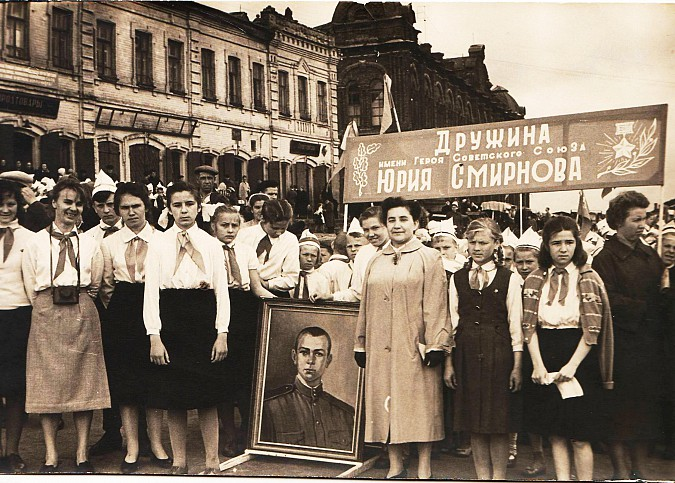 Дружина
имени Героя Советского Союза
Юрия Смирнова